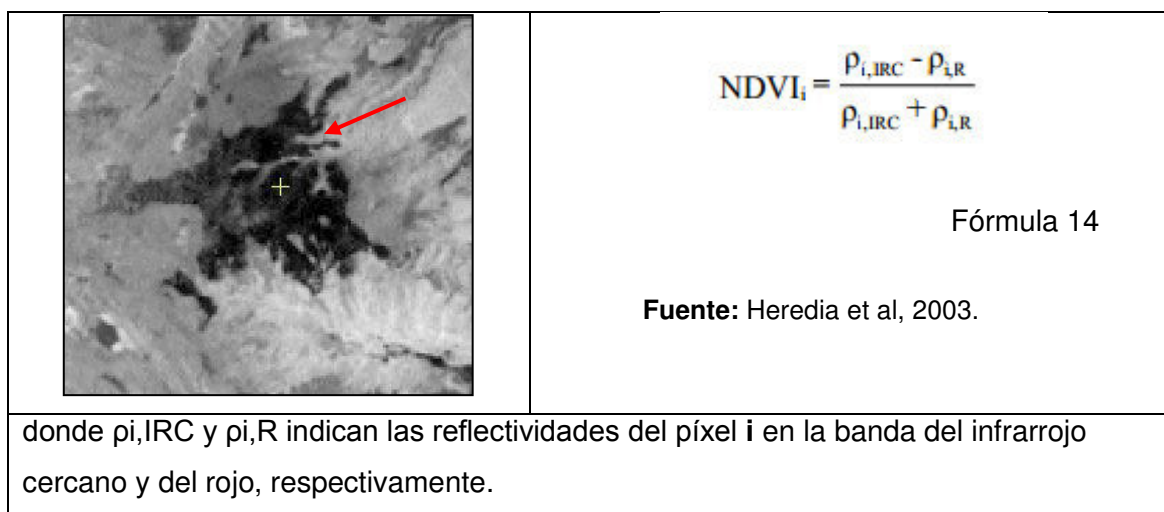 NDVIᵢ = (ρi,IRC - ρi,R) / (ρi,IRC + ρi,R)
Fórmula 14
Fuente: Heredia et al, 2003.
donde ρi,IRC y ρi,R indican las reflectividades del píxel i en la banda del infrarrojo
cercano y del rojo, respectivamente.